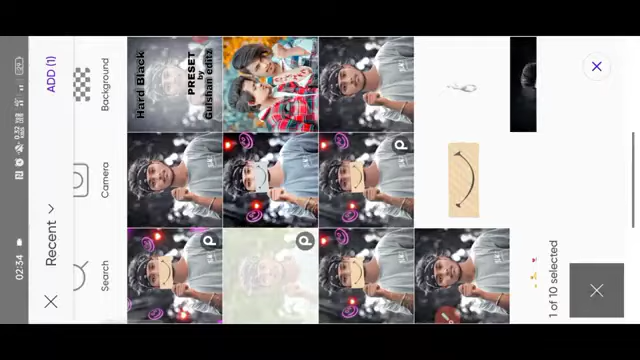 02:34
Recent
ADD (1)
Search
Camera
Background
Hard Black
PRESET
by
Gulshan editz
1 of 10 selected